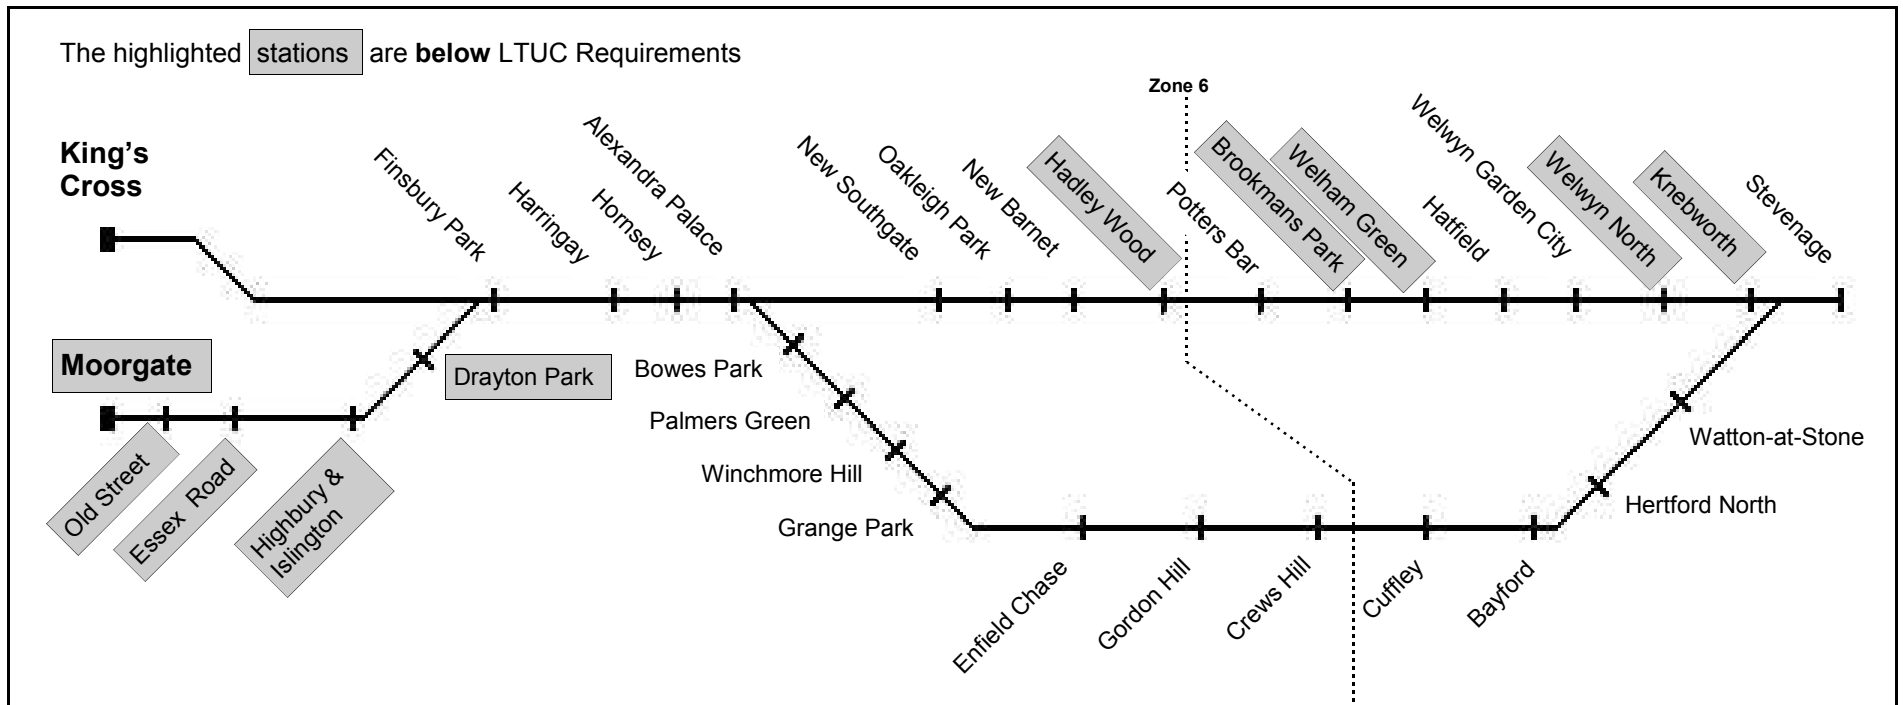 The highlighted stations are below LTUC Requirements
Zone 6
King's
Cross
Finsbury Park
Harringay
Hornsey
Alexandra Palace
New Southgate
Oakleigh Park
New Barnet
Hadley Wood
Potters Bar
Brookmans Park
Welham Green
Hatfield
Welwyn Garden City
Welwyn North
Knebworth
Stevenage
Moorgate
Drayton Park
Old Street
Essex Road
Highbury &
Islington
Bowes Park
Palmers Green
Winchmore Hill
Grange Park
Enfield Chase
Gordon Hill
Crews Hill
Cuffley
Bayford
Hertford North
Watton-at-Stone